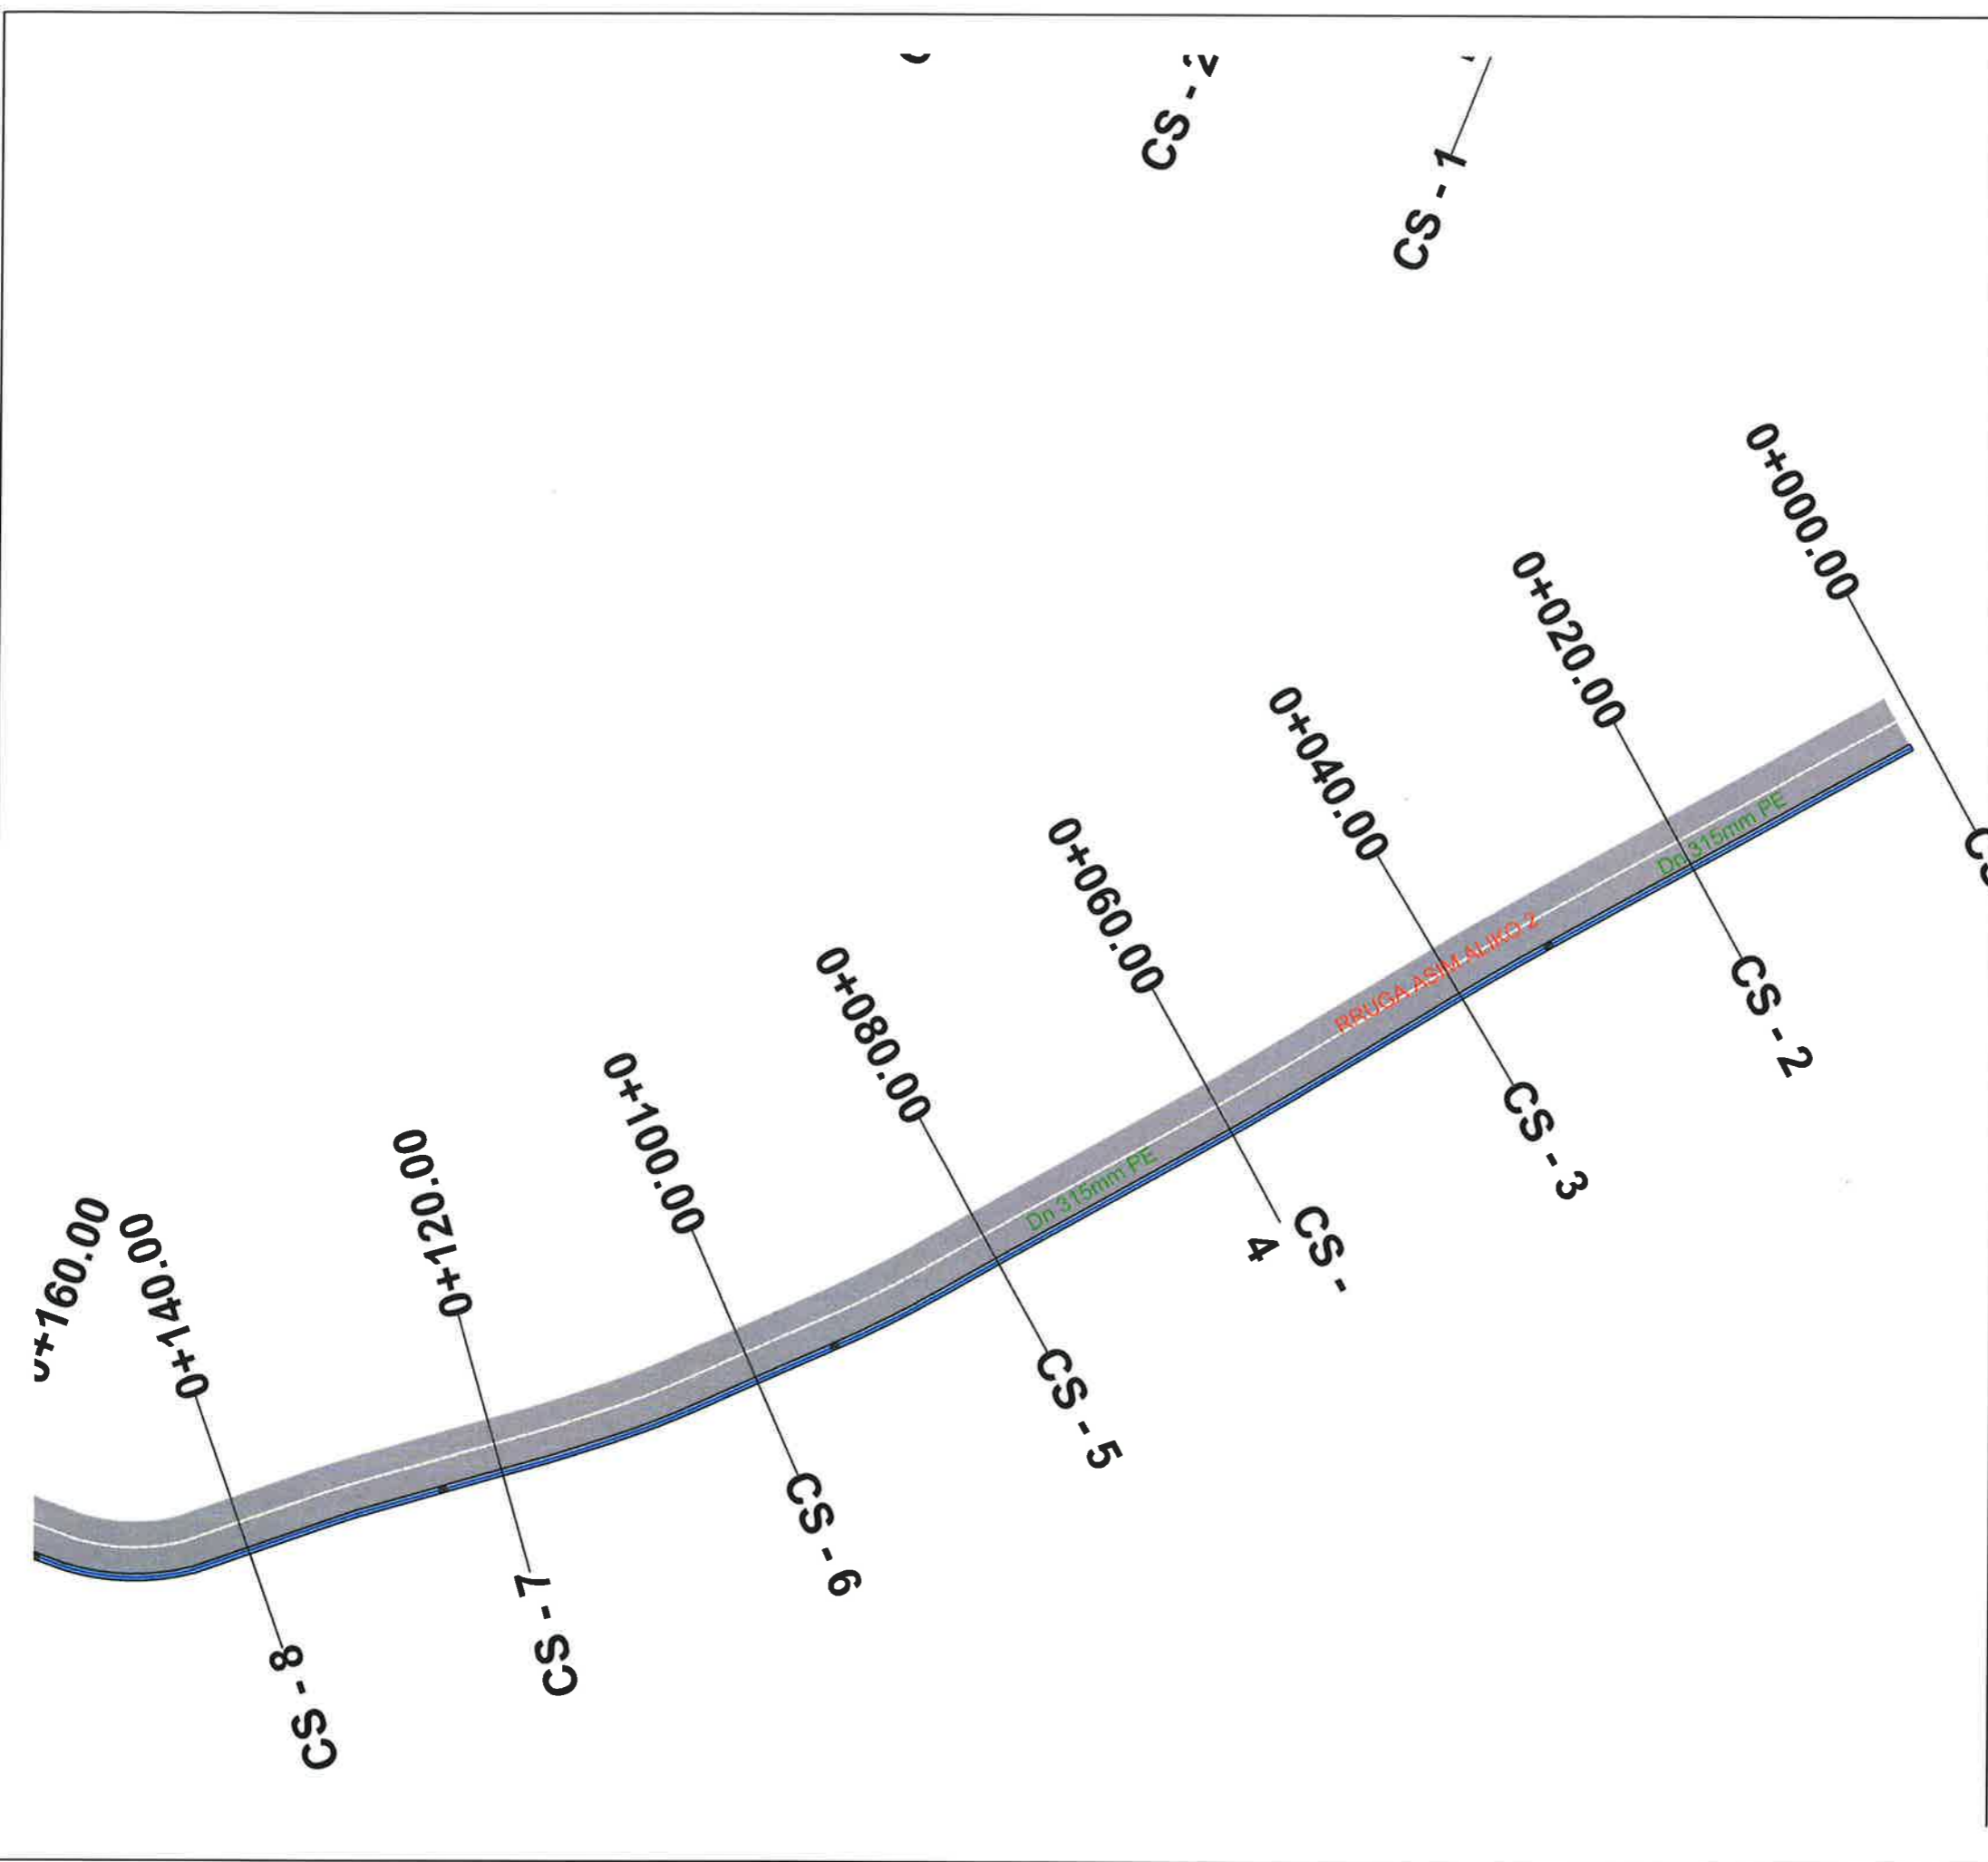 CS - 2
CS - 1
0+000.00
0+020.00
CS - 2
0+040.00
CS - 3
0+060.00
CS -
4
0+080.00
CS - 5
0+100.00
CS - 6
0+120.00
CS - 7
0+140.00
CS - 8
+160.00
Dn 315mm PE
RRUGA ASIM ALIKO 2
Dn 315mm PE